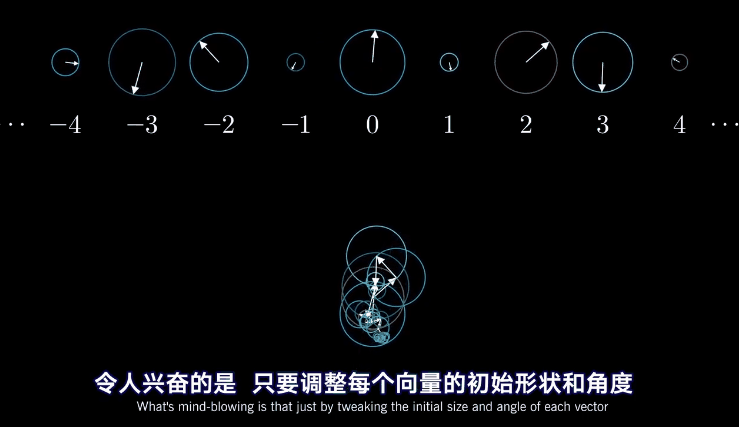 ··· −4 −3 −2 −1 0 1 2 3 4 ···
令人兴奋的是 只要调整每个向量的初始形状和角度
What's mind-blowing is that just by tweaking the initial size and angle of each vector